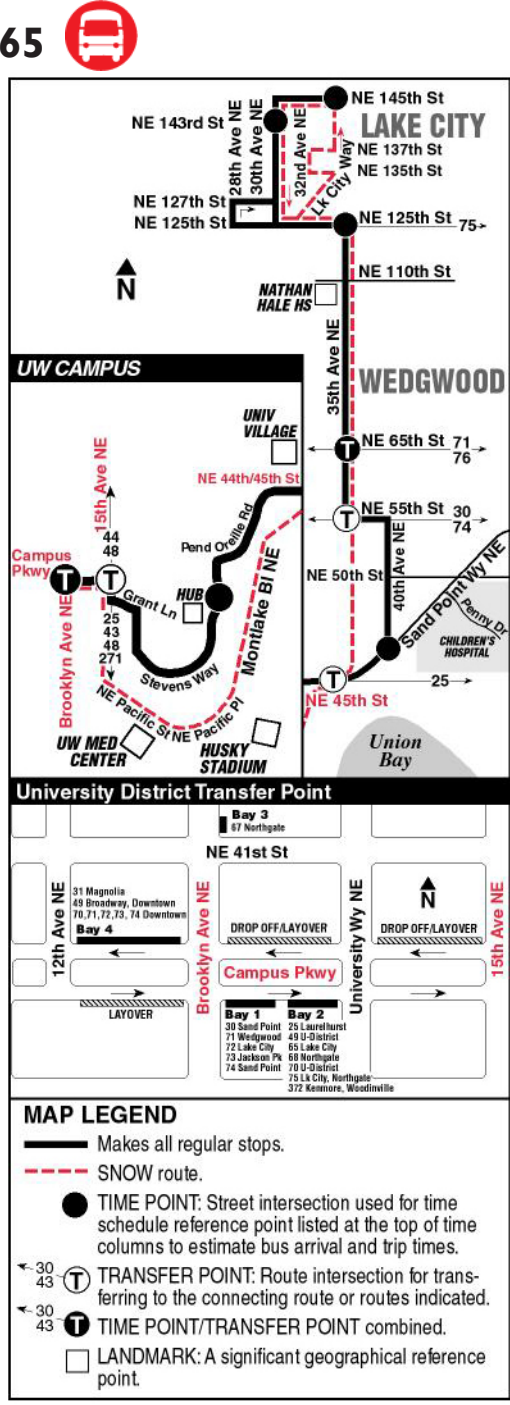 65
NE 145th St
NE 143rd St
LAKE CITY
28th Ave NE
30th Ave NE
32nd Ave NE
Lk City Way
NE 137th St
NE 135th St
NE 127th St
NE 125th St
NE 125th St
75
N
NE 110th St
NATHAN
HALE HS
35th Ave NE
UW CAMPUS
WEDGWOOD
UNIV
VILLAGE
NE 65th St
71
76
T
NE 44th/45th St
15th Ave NE
44
48
Pend Oreille Rd
NE 55th St
30
74
T
Campus
Pkwy
T
T
Grant Ln
HUB
Montlake Bl NE
NE 50th St
40th Ave NE
Sand Point Wy NE
Penny Dr
CHILDREN'S
HOSPITAL
25
43
48
271
Brooklyn Ave NE
Stevens Way
T
25
NE 45th St
NE Pacific St
NE Pacific Pl
UW MED
CENTER
HUSKY
STADIUM
Union
Bay
University District Transfer Point
Bay 3
67 Northgate
NE 41st St
12th Ave NE
31 Magnolia
49 Broadway, Downtown
70,71,72,73, 74 Downtown
Bay 4
Brooklyn Ave NE
DROP OFF/LAYOVER
University Wy NE
N
DROP OFF/LAYOVER
15th Ave NE
Campus Pkwy
LAYOVER
Bay 1
30 Sand Point
71 Wedgwood
72 Lake City
73 Jackson Pk
74 Sand Point
Bay 2
25 Laurelhurst
49 U-District
65 Lake City
68 Northgate
70 U-District
75 Lk City, Northgate
372 Kenmore, Woodinville
MAP LEGEND
Makes all regular stops.
SNOW route.
TIME POINT: Street intersection used for time
schedule reference point listed at the top of time
columns to estimate bus arrival and trip times.
30
43
T
TRANSFER POINT: Route intersection for trans-
ferring to the connecting route or routes indicated.
30
43
T
TIME POINT/TRANSFER POINT combined.
LANDMARK: A significant geographical reference
point.